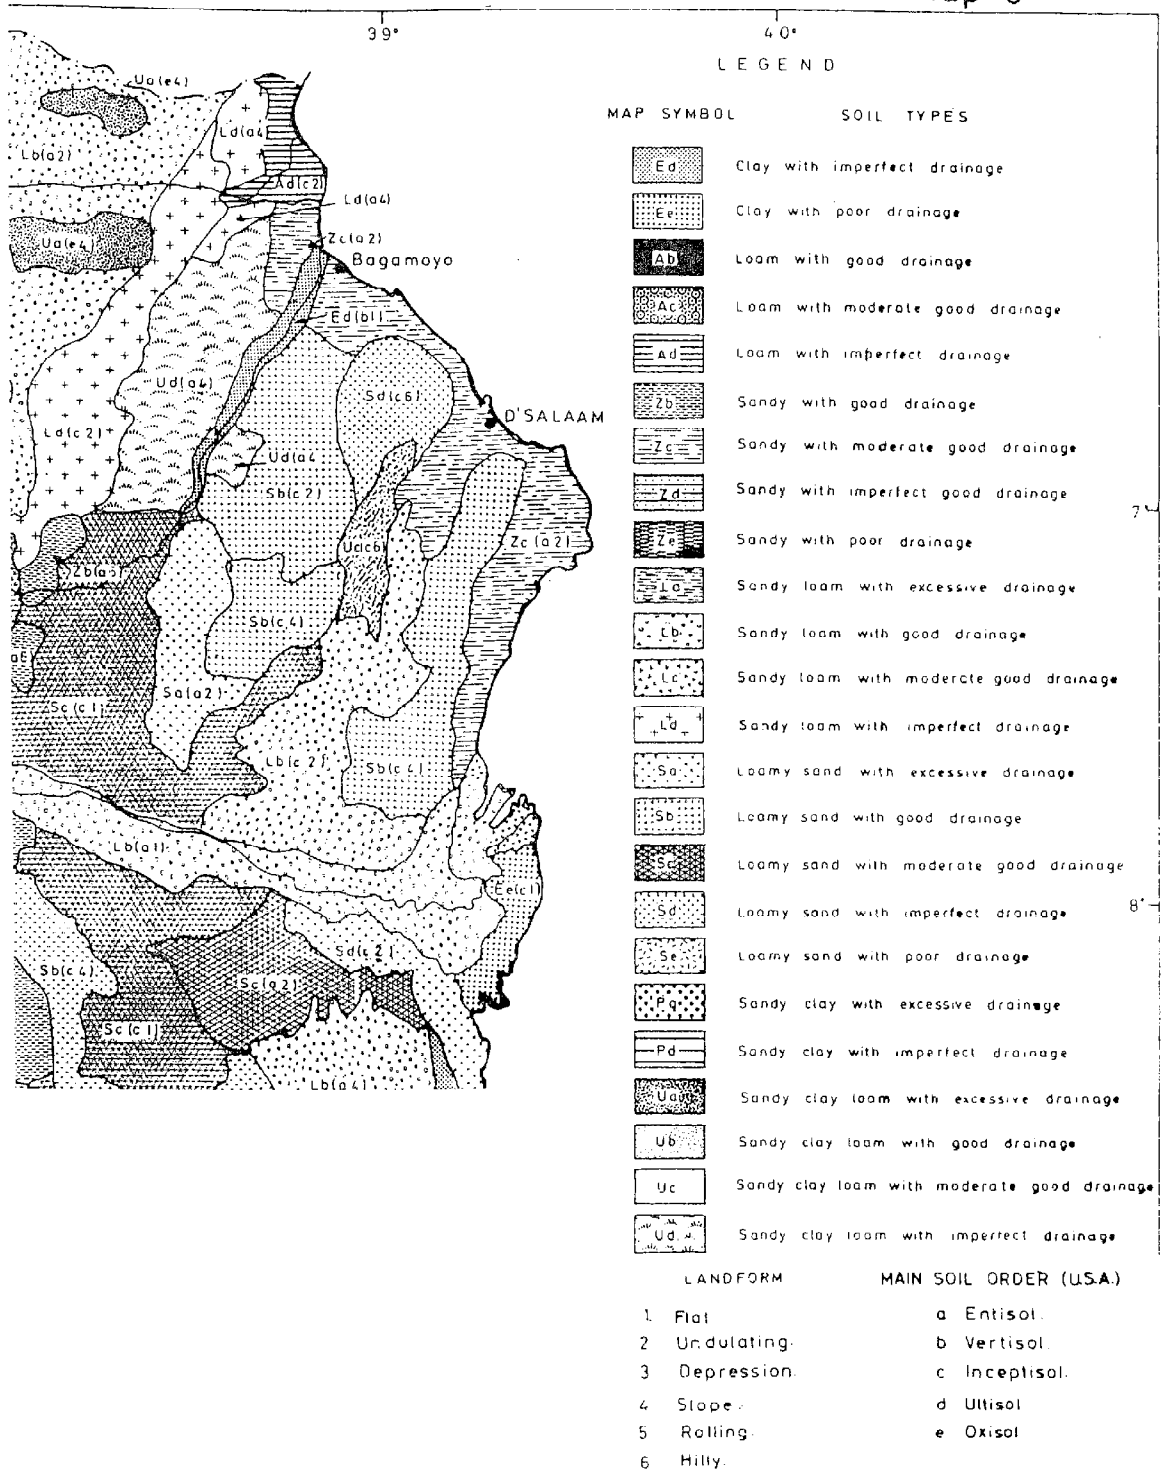 39°
40°
LEGEND
MAP SYMBOL SOIL TYPES
Ed Clay with imperfect drainage
Ee Clay with poor drainage
Ab Loam with good drainage
Ac Loam with moderate good drainage
Ad Loam with imperfect drainage
Zb Sandy with good drainage
Zc Sandy with moderate good drainage
Zd Sandy with imperfect good drainage
Ze Sandy with poor drainage
La Sandy loam with excessive drainage
Lb Sandy loam with good drainage
Lc Sandy loam with moderate good drainage
Ld Sandy loam with imperfect drainage
Sa Loamy sand with excessive drainage
Sb Loamy sand with good drainage
Sc Loamy sand with moderate good drainage
Sd Loamy sand with imperfect drainage
Se Loamy sand with poor drainage
Pa Sandy clay with excessive drainage
Pd Sandy clay with imperfect drainage
Ua Sandy clay loam with excessive drainage
Ub Sandy clay loam with good drainage
Uc Sandy clay loam with moderate good drainage
Ud Sandy clay loam with imperfect drainage
LANDFORM
1. Flat
2 Undulating.
3 Depression.
4 Slope.
5 Rolling.
6 Hilly.
MAIN SOIL ORDER (U.S.A.)
a Entisol.
b Vertisol.
c Inceptisol.
d Ultisol
e Oxisol
Ua(e4)
Ld(a4)
Lb(a2)
Ad(c2)
Ld(a4)
Ua(e4)
Zc(a2)
Bagamoyo
Ed(b1)
Ud(a4)
Sd(c6)
D'SALAAM
Ld(c2)
Ud(a4
Sb(c2)
7°
Uc(c6)
Zc(a2)
Sb(c4)
Sa(a2)
Sc(c1)
Lb(c2)
Sb(c4)
Lb(a1)
Ee(c1)
8°
Sd(c2)
Sb(c4)
Sc(a2)
Sc(c1)
Lb(a4)